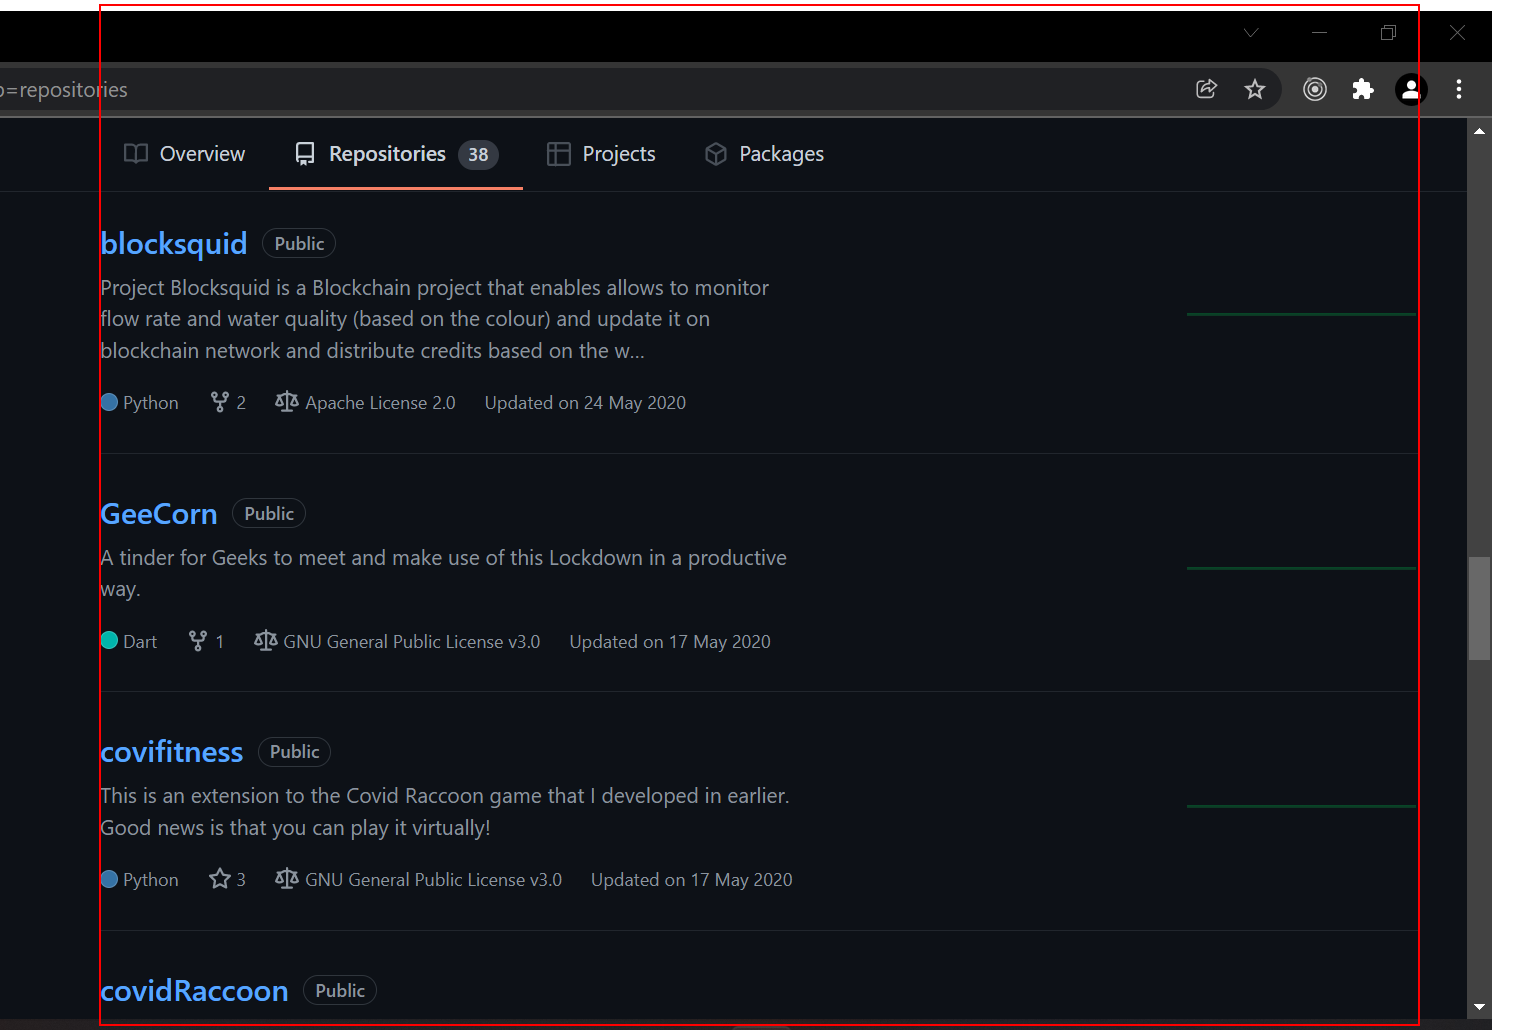 =repositories
Overview Repositories 38 Projects Packages
blocksquid Public
Project Blocksquid is a Blockchain project that enables allows to monitor
flow rate and water quality (based on the colour) and update it on
blockchain network and distribute credits based on the w...
Python 2 Apache License 2.0 Updated on 24 May 2020
GeeCorn Public
A tinder for Geeks to meet and make use of this Lockdown in a productive
way.
Dart 1 GNU General Public License v3.0 Updated on 17 May 2020
covifitness Public
This is an extension to the Covid Raccoon game that I developed in earlier.
Good news is that you can play it virtually!
Python 3 GNU General Public License v3.0 Updated on 17 May 2020
covidRaccoon Public